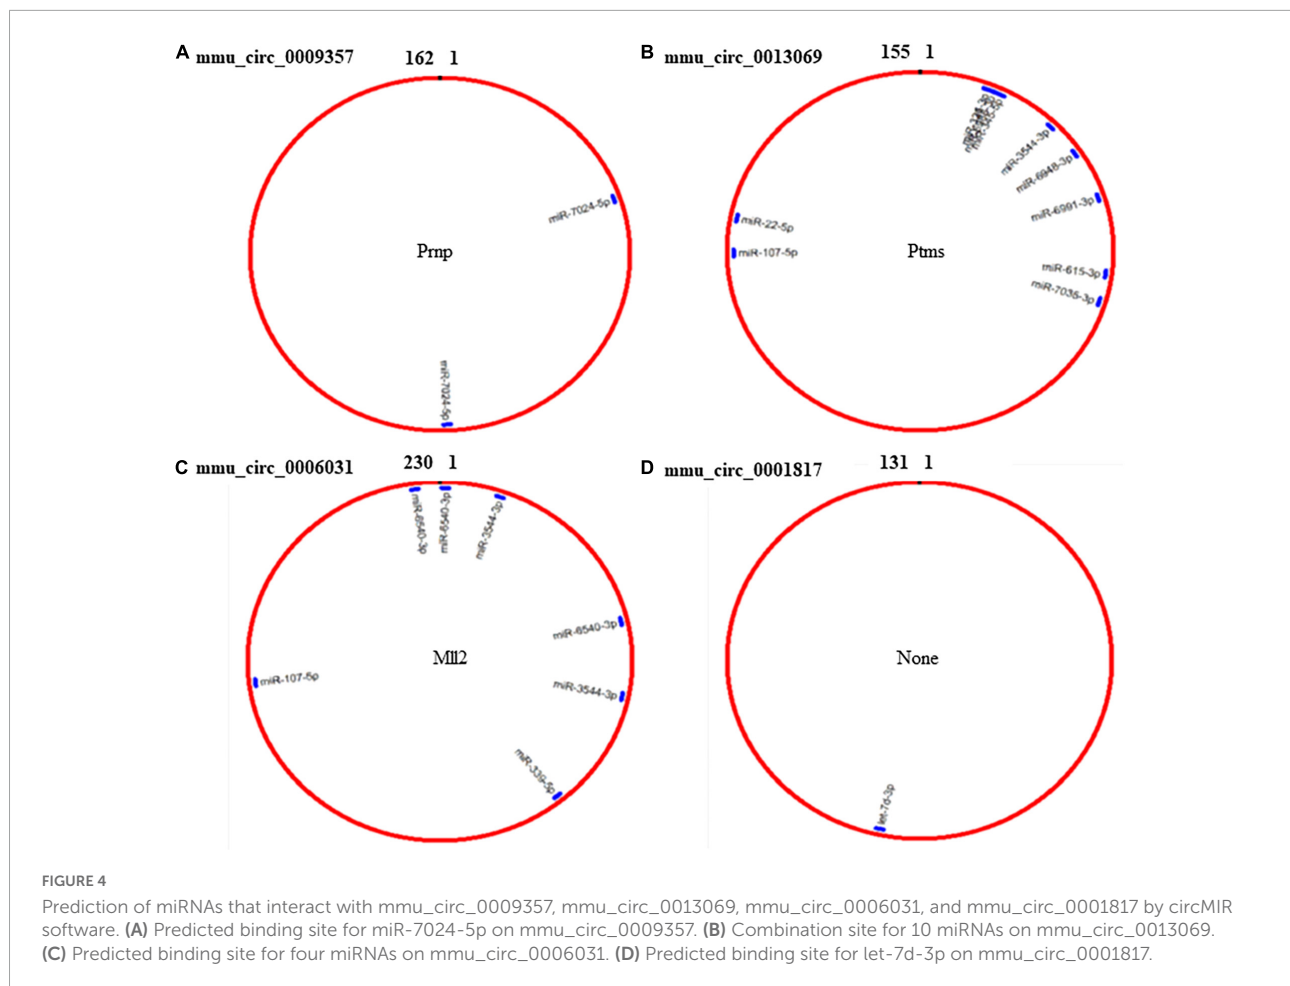 A mmu_circ_0009357 162 1
miR-7024-5p
Prnp
miR-7024-5p
B mmu_circ_0013069 155 1
miR-3544-3p
miR-6948-3p
miR-6991-3p
miR-22-5p
miR-107-5p
Ptms
miR-615-3p
miR-7035-3p
C mmu_circ_0006031 230 1
miR-6540-3p
miR-6540-3p
miR-3544-3p
miR-6540-3p
Mll2
miR-107-5p
miR-3544-3p
miR-339-5p
D mmu_circ_0001817 131 1
None
let-7d-3p
FIGURE 4
Prediction of miRNAs that interact with mmu_circ_0009357, mmu_circ_0013069, mmu_circ_0006031, and mmu_circ_0001817 by circMIR
software. (A) Predicted binding site for miR-7024-5p on mmu_circ_0009357. (B) Combination site for 10 miRNAs on mmu_circ_0013069.
(C) Predicted binding site for four miRNAs on mmu_circ_0006031. (D) Predicted binding site for let-7d-3p on mmu_circ_0001817.